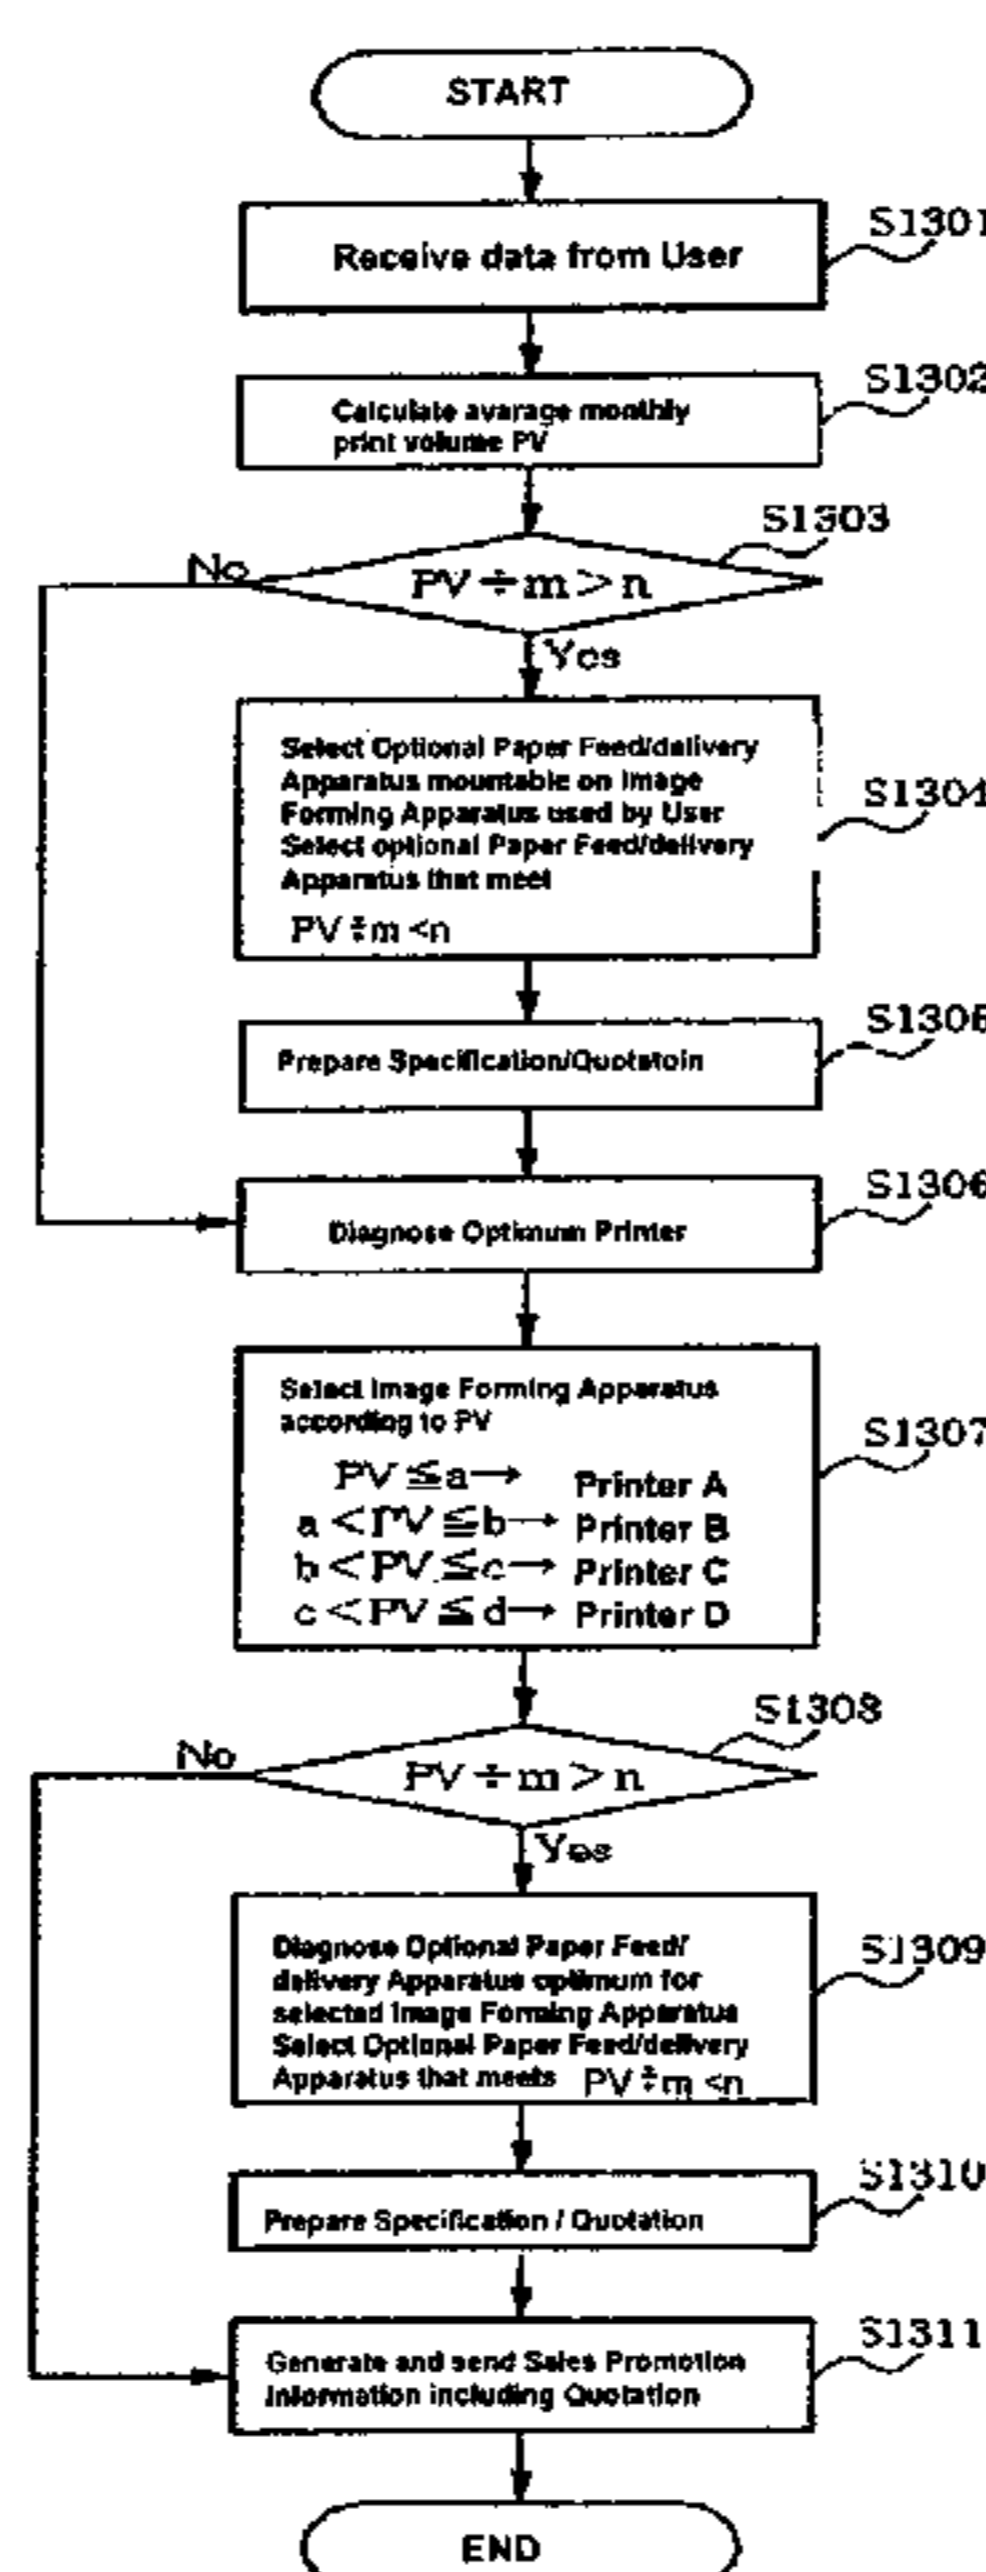 START
S1301
Receive data from User
S1302
Calculate avarage monthly
print volume PV
S1303
No
PV ÷ m > n
Yes
Select Optional Paper Feed/delivery
Apparatus mountable on Image
Forming Apparatus used by User
Select optional Paper Feed/delivery
Apparatus that meet
PV ÷ m < n
S1304
S1305
Prepare Specification/Quotatoin
S1306
Diagnose Optimum Printer
Select Image Forming Apparatus
according to PV
S1307
PV ≦ a → Printer A
a < PV ≦ b → Printer B
b < PV ≦ c → Printer C
c < PV ≦ d → Printer D
S1308
No
PV ÷ m > n
Yes
Diagnose Optional Paper Feed/
delivery Apparatus optimum for
selected Image Forming Apparatus
Select Optional Paper Feed/delivery
Apparatus that meets PV ÷ m < n
S1309
S1310
Prepare Specification / Quotation
S1311
Generate and send Sales Promotion
Information including Quotation
END